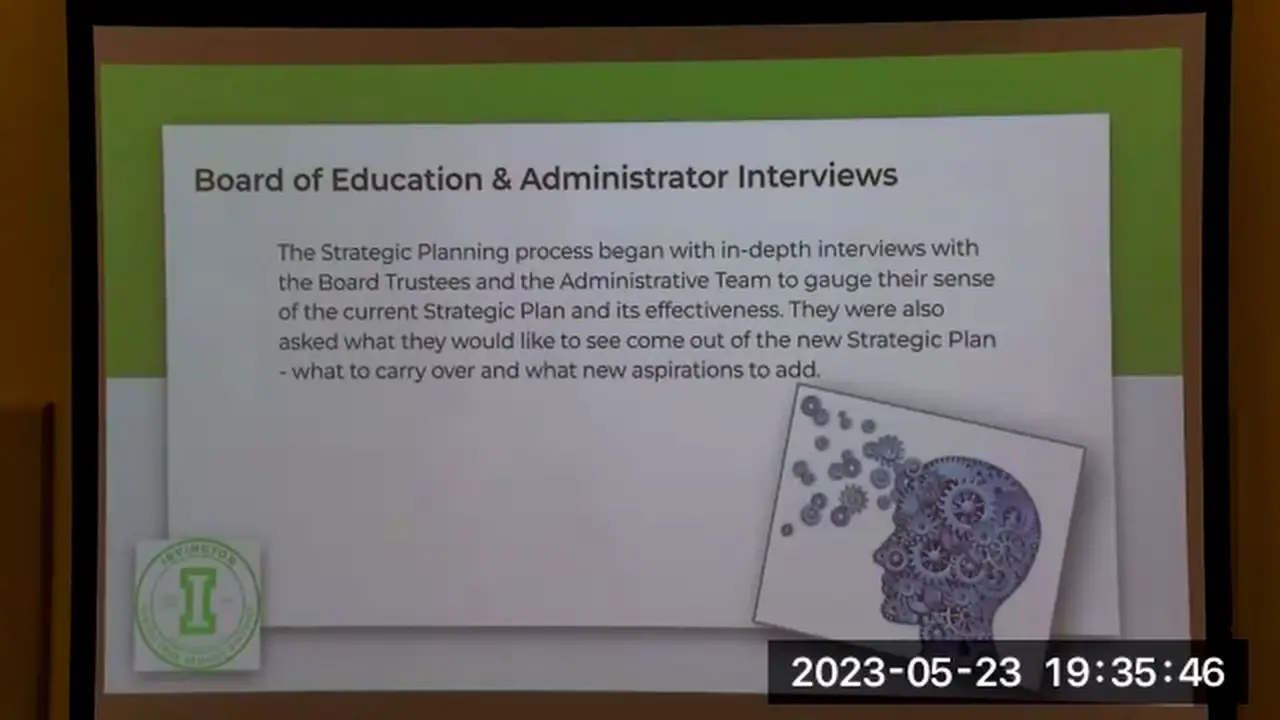 Board of Education & Administrator Interviews
The Strategic Planning process began with in-depth interviews with
the Board Trustees and the Administrative Team to gauge their sense
of the current Strategic Plan and its effectiveness. They were also
asked what they would like to see come out of the new Strategic Plan
- what to carry over and what new aspirations to add.
IRVINGTON
I
2023-05-23 19:35:46